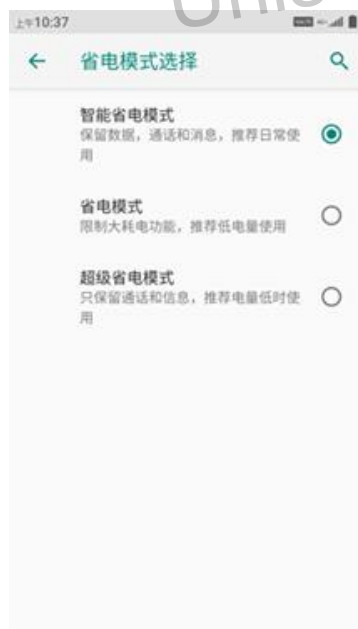 上午10:37
省电模式选择
智能省电模式
保留数据，通话和消息，推荐日常使
用
省电模式
限制大耗电功能，推荐低电量使用
超级省电模式
只保留通话和信息，推荐电量低时使
用